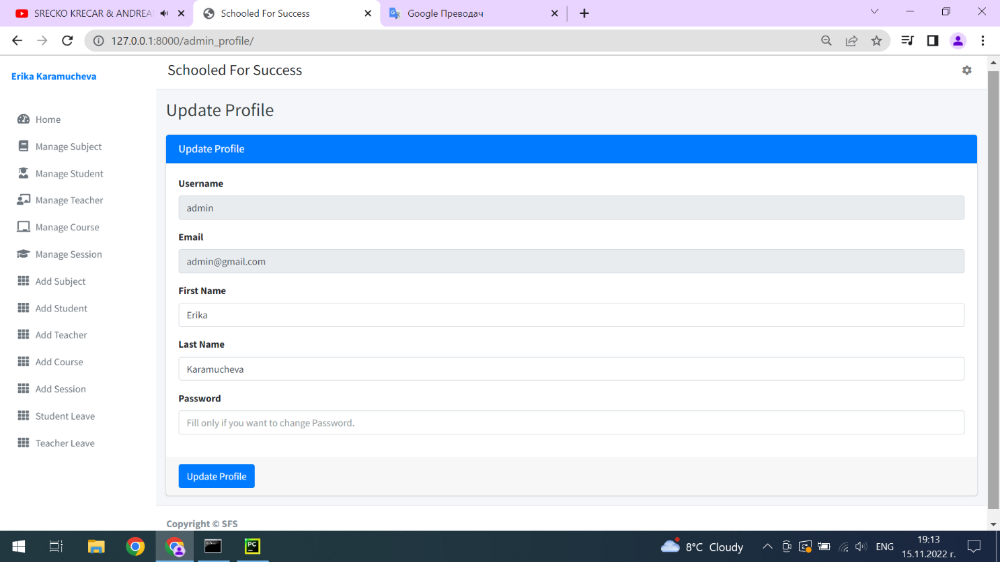 SRECKO KRECAR & ANDREA
Schooled For Success
Google Преводач
127.0.0.1:8000/admin_profile/
Erika Karamucheva
Schooled For Success
Home
Manage Subject
Manage Student
Manage Teacher
Manage Course
Manage Session
Add Subject
Add Student
Add Teacher
Add Course
Add Session
Student Leave
Teacher Leave
Update Profile
Update Profile
Username
admin
Email
admin@gmail.com
First Name
Erika
Last Name
Karamucheva
Password
Fill only if you want to change Password.
Update Profile
Copyright © SFS
PC
8°C Cloudy
ENG
19:13
15.11.2022 г.